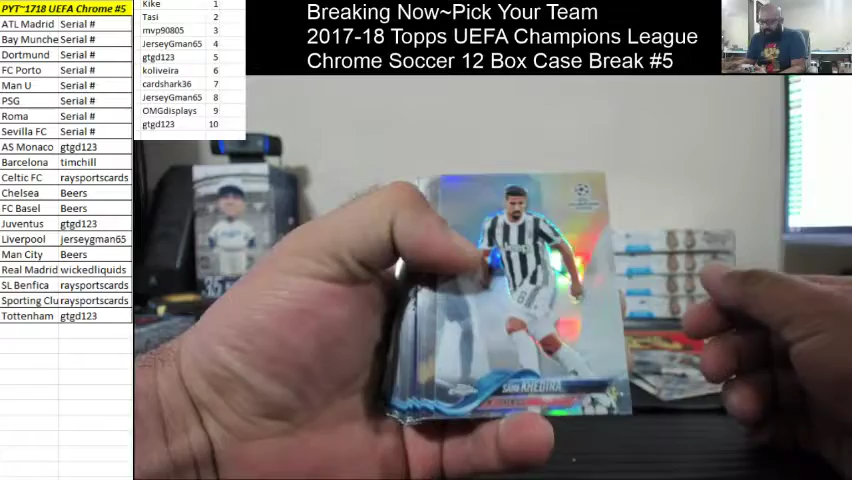 PYT~1718 UEFA Chrome #5
ATL Madrid Serial #
Bay Munche Serial #
Dortmund Serial #
FC Porto Serial #
Man U Serial #
PSG Serial #
Roma Serial #
Sevilla FC Serial #
AS Monaco gtgd123
Barcelona timchill
Celtic FC raysportscards
Chelsea Beers
FC Basel Beers
Juventus gtgd123
Liverpool jerseygman65
Man City Beers
Real Madrid wickedliquids
SL Benfica raysportscards
Sporting Clu raysportscards
Tottenham gtgd123
Kike 1
Tasi 2
mvp90805 3
JerseyGman65 4
gtgd123 5
koliveira 6
cardshark36 7
JerseyGman65 8
OMGdisplays 9
gtgd123 10
Breaking Now~Pick Your Team
2017-18 Topps UEFA Champions League
Chrome Soccer 12 Box Case Break #5
SAMI KHEDIRA
35